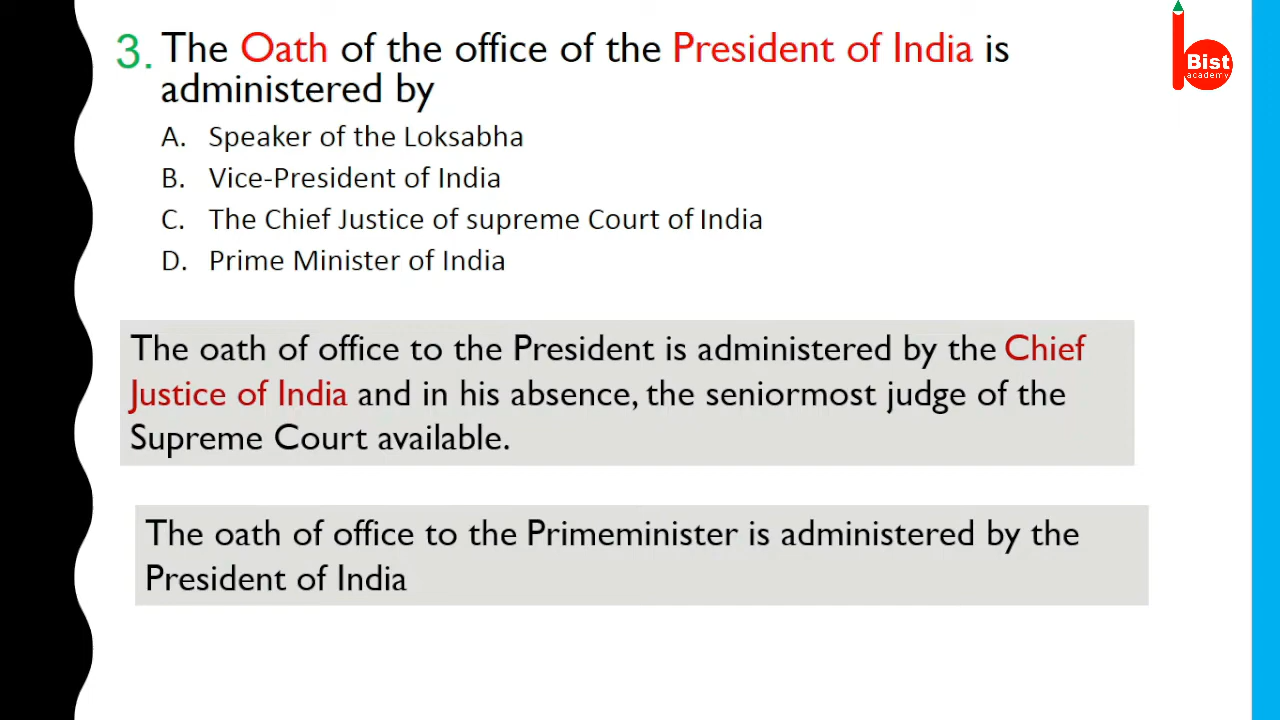 3. The Oath of the office of the President of India is
administered by
A. Speaker of the Loksabha
B. Vice-President of India
C. The Chief Justice of supreme Court of India
D. Prime Minister of India
The oath of office to the President is administered by the Chief
Justice of India and in his absence, the seniormost judge of the
Supreme Court available.
The oath of office to the Primeminister is administered by the
President of India
Bist
academy